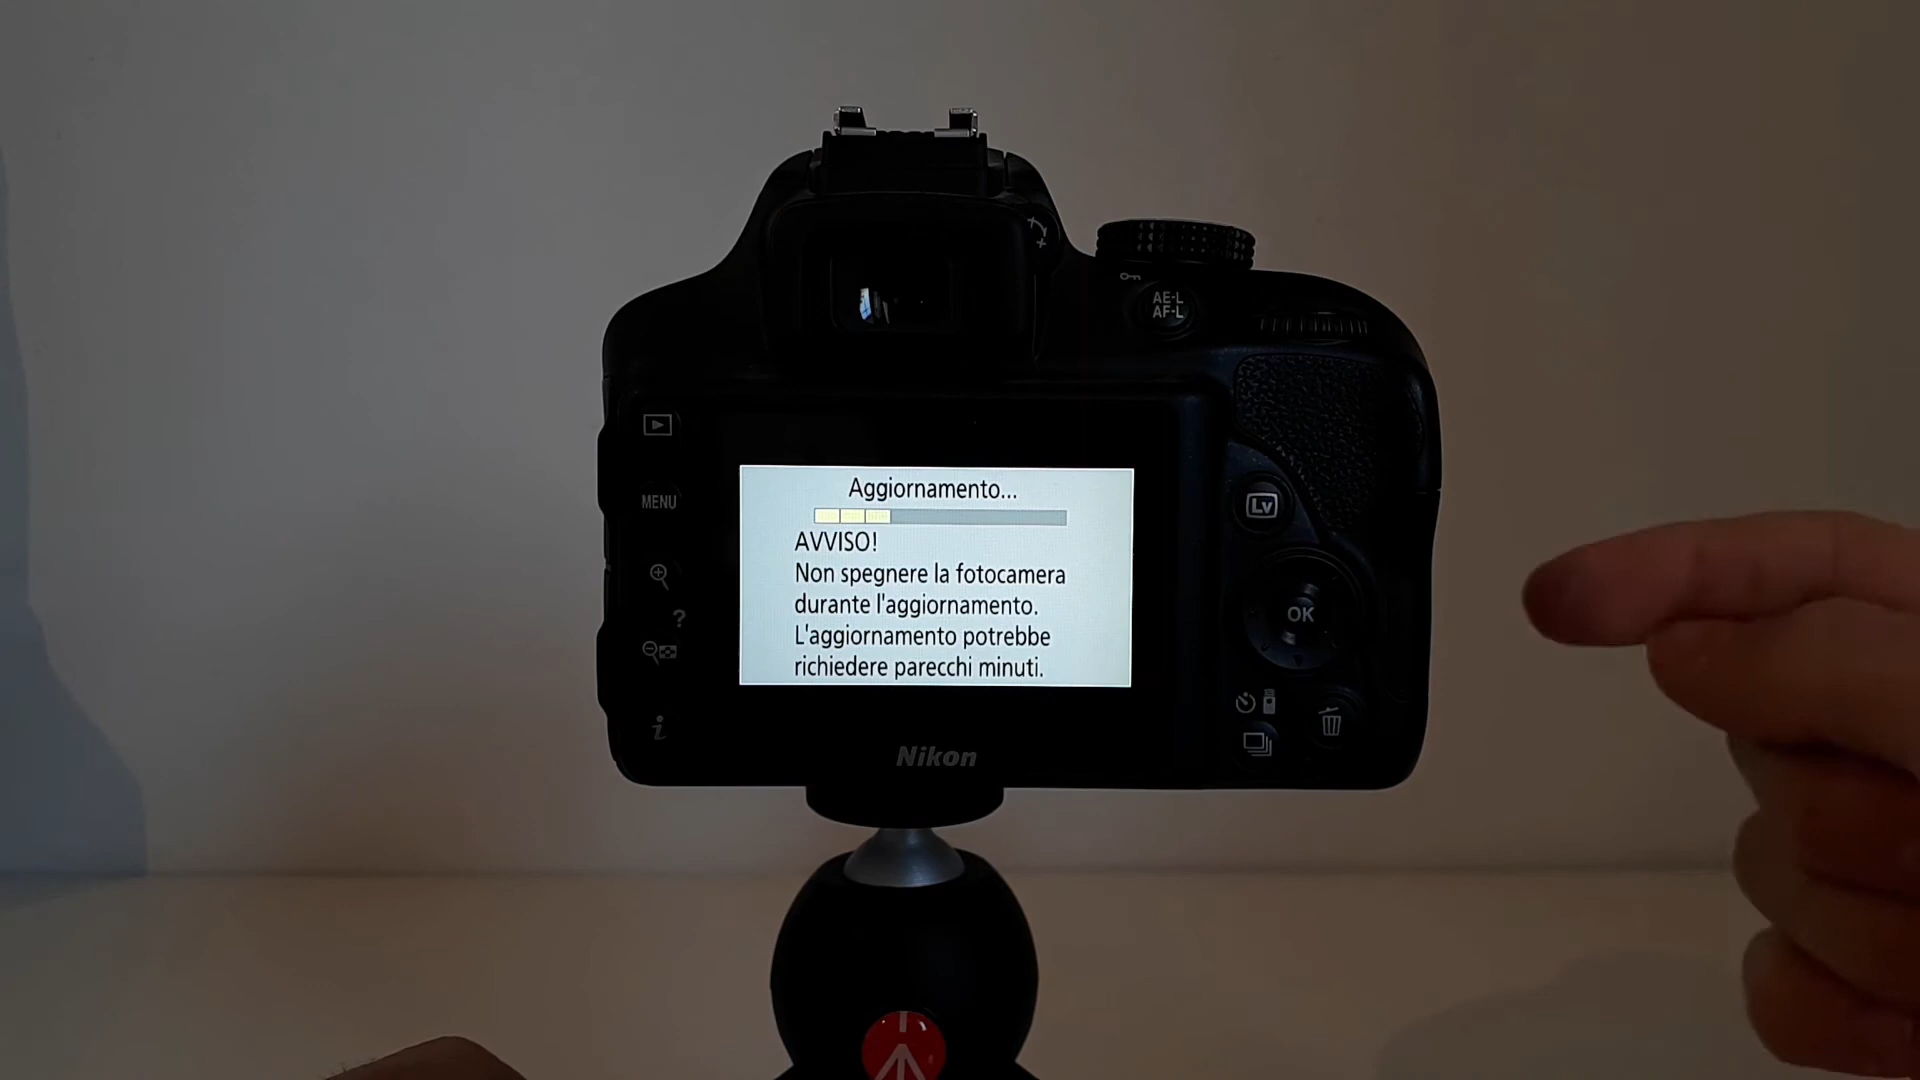 AE-L
AF-L
MENU
Lv
Aggiornamento...
AVVISO!
Non spegnere la fotocamera
durante l'aggiornamento.
L'aggiornamento potrebbe
richiedere parecchi minuti.
OK
?
i
Nikon